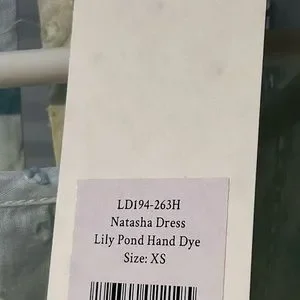 LD194-263H
Natasha Dress
Lily Pond Hand Dye
Size: XS